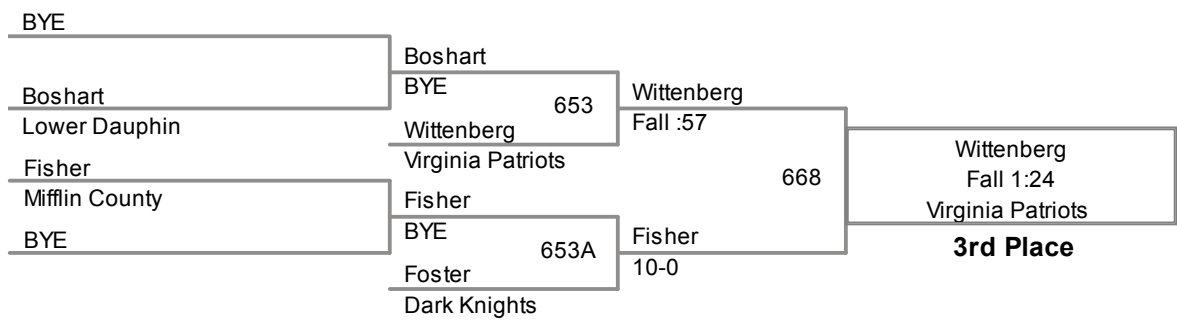 BYE
Boshart
Lower Dauphin
Fisher
Mifflin County
BYE
Boshart
BYE
653
Wittenberg
Virginia Patriots
Fisher
BYE
653A
Foster
Dark Knights
Wittenberg
Fall :57
668
Fisher
10-0
Wittenberg
Fall 1:24
Virginia Patriots
3rd Place